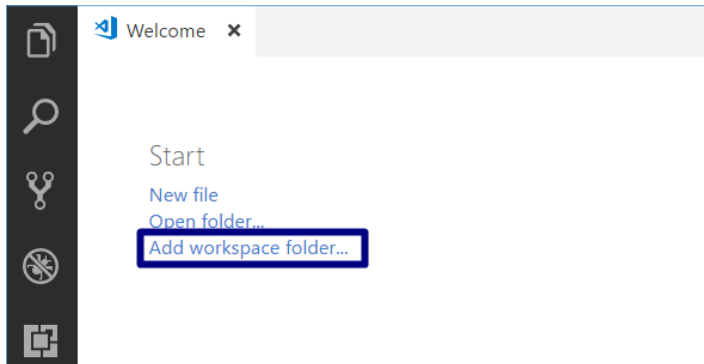 Welcome
Start
New file
Open folder...
Add workspace folder...